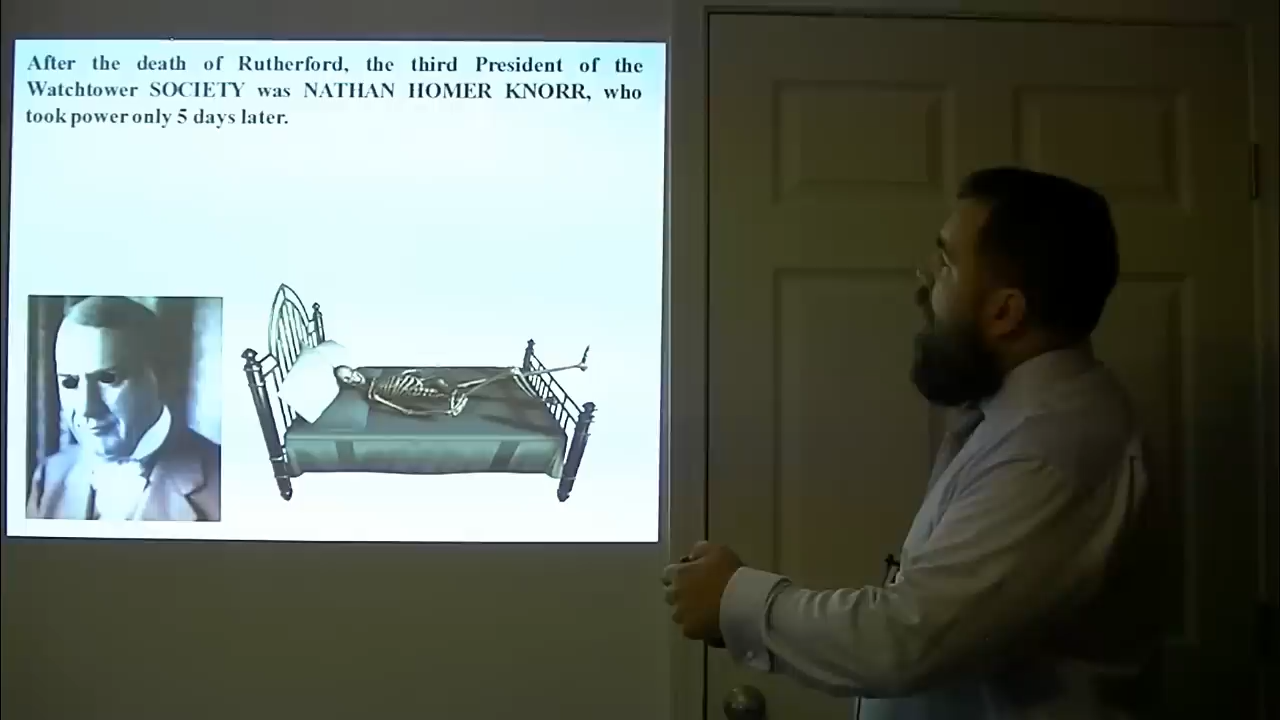 After the death of Rutherford, the third President of the
Watchtower SOCIETY was NATHAN HOMER KNORR, who
took power only 5 days later.